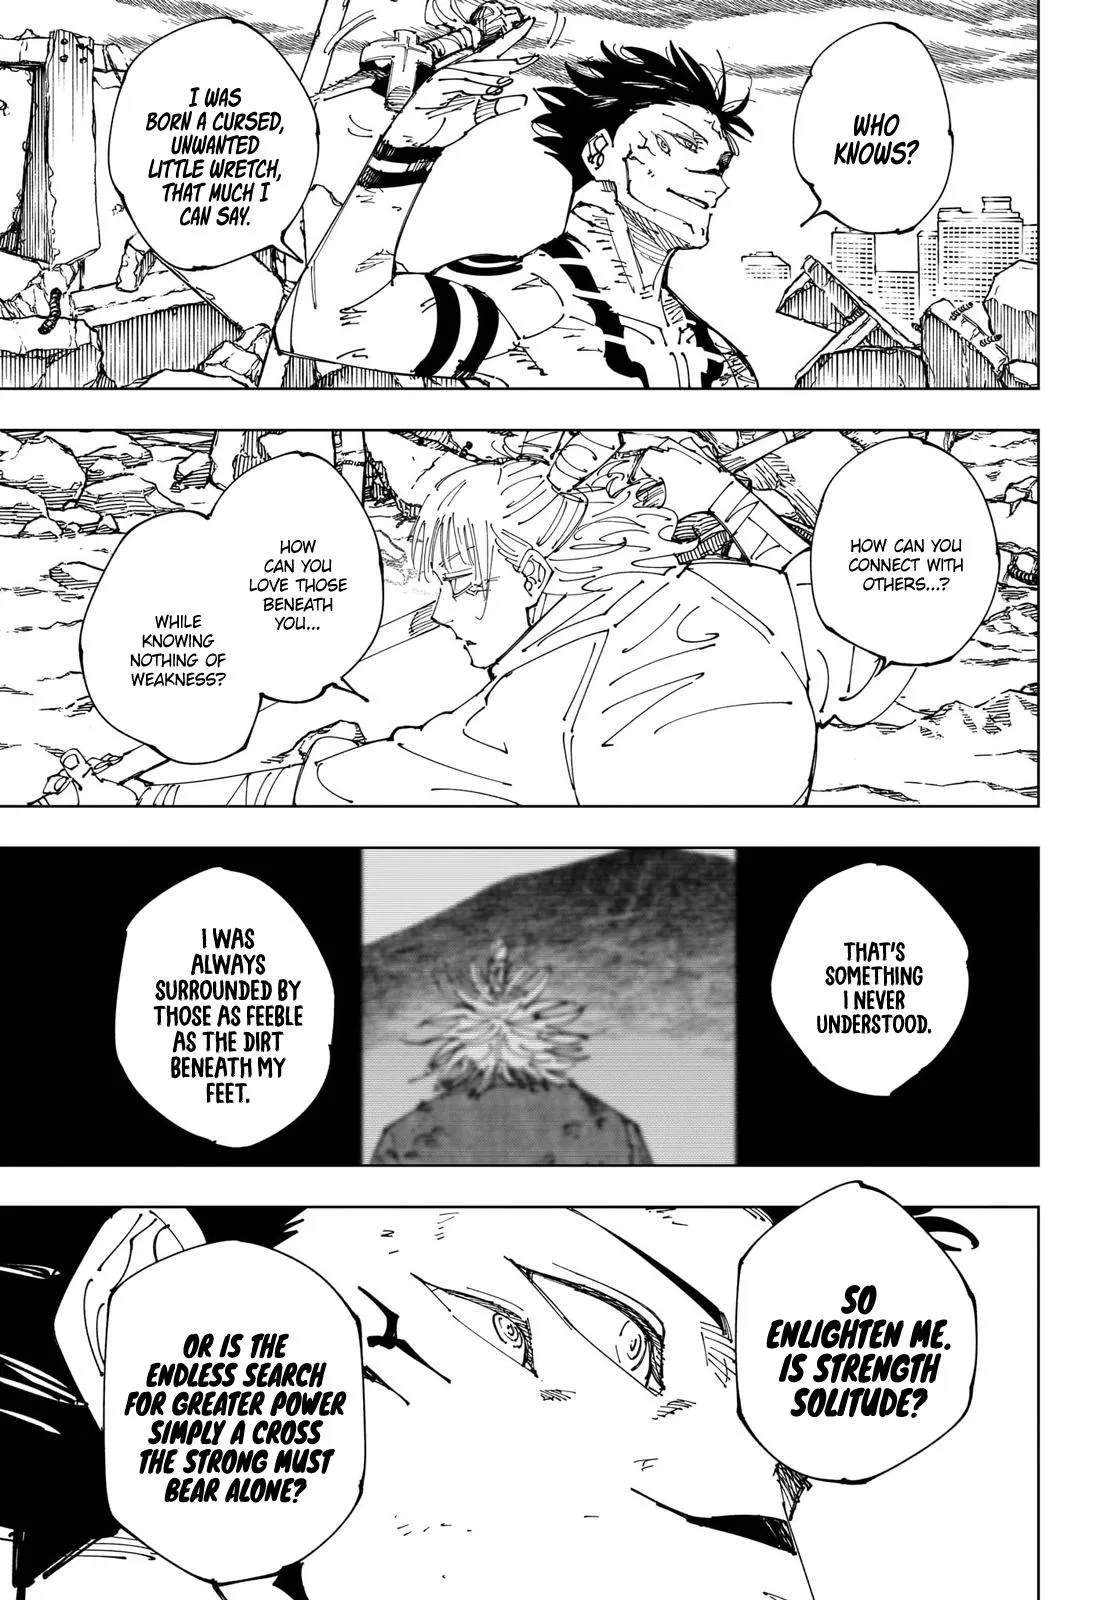 WHO
KNOWS?
I WAS
BORN A CURSED,
UNWANTED
LITTLE WRETCH,
THAT MUCH I
CAN SAY.
HOW CAN YOU
CONNECT WITH
OTHERS...?
HOW
CAN YOU
LOVE THOSE
BENEATH
YOU...
WHILE
KNOWING
NOTHING OF
WEAKNESS?
THAT'S
SOMETHING
I NEVER
UNDERSTOOD.
I WAS
ALWAYS
SURROUNDED BY
THOSE AS FEEBLE
AS THE DIRT
BENEATH MY
FEET.
SO
ENLIGHTEN ME.
IS STRENGTH
SOLITUDE?
OR IS THE
ENDLESS SEARCH
FOR GREATER POWER
SIMPLY A CROSS
THE STRONG MUST
BEAR ALONE?